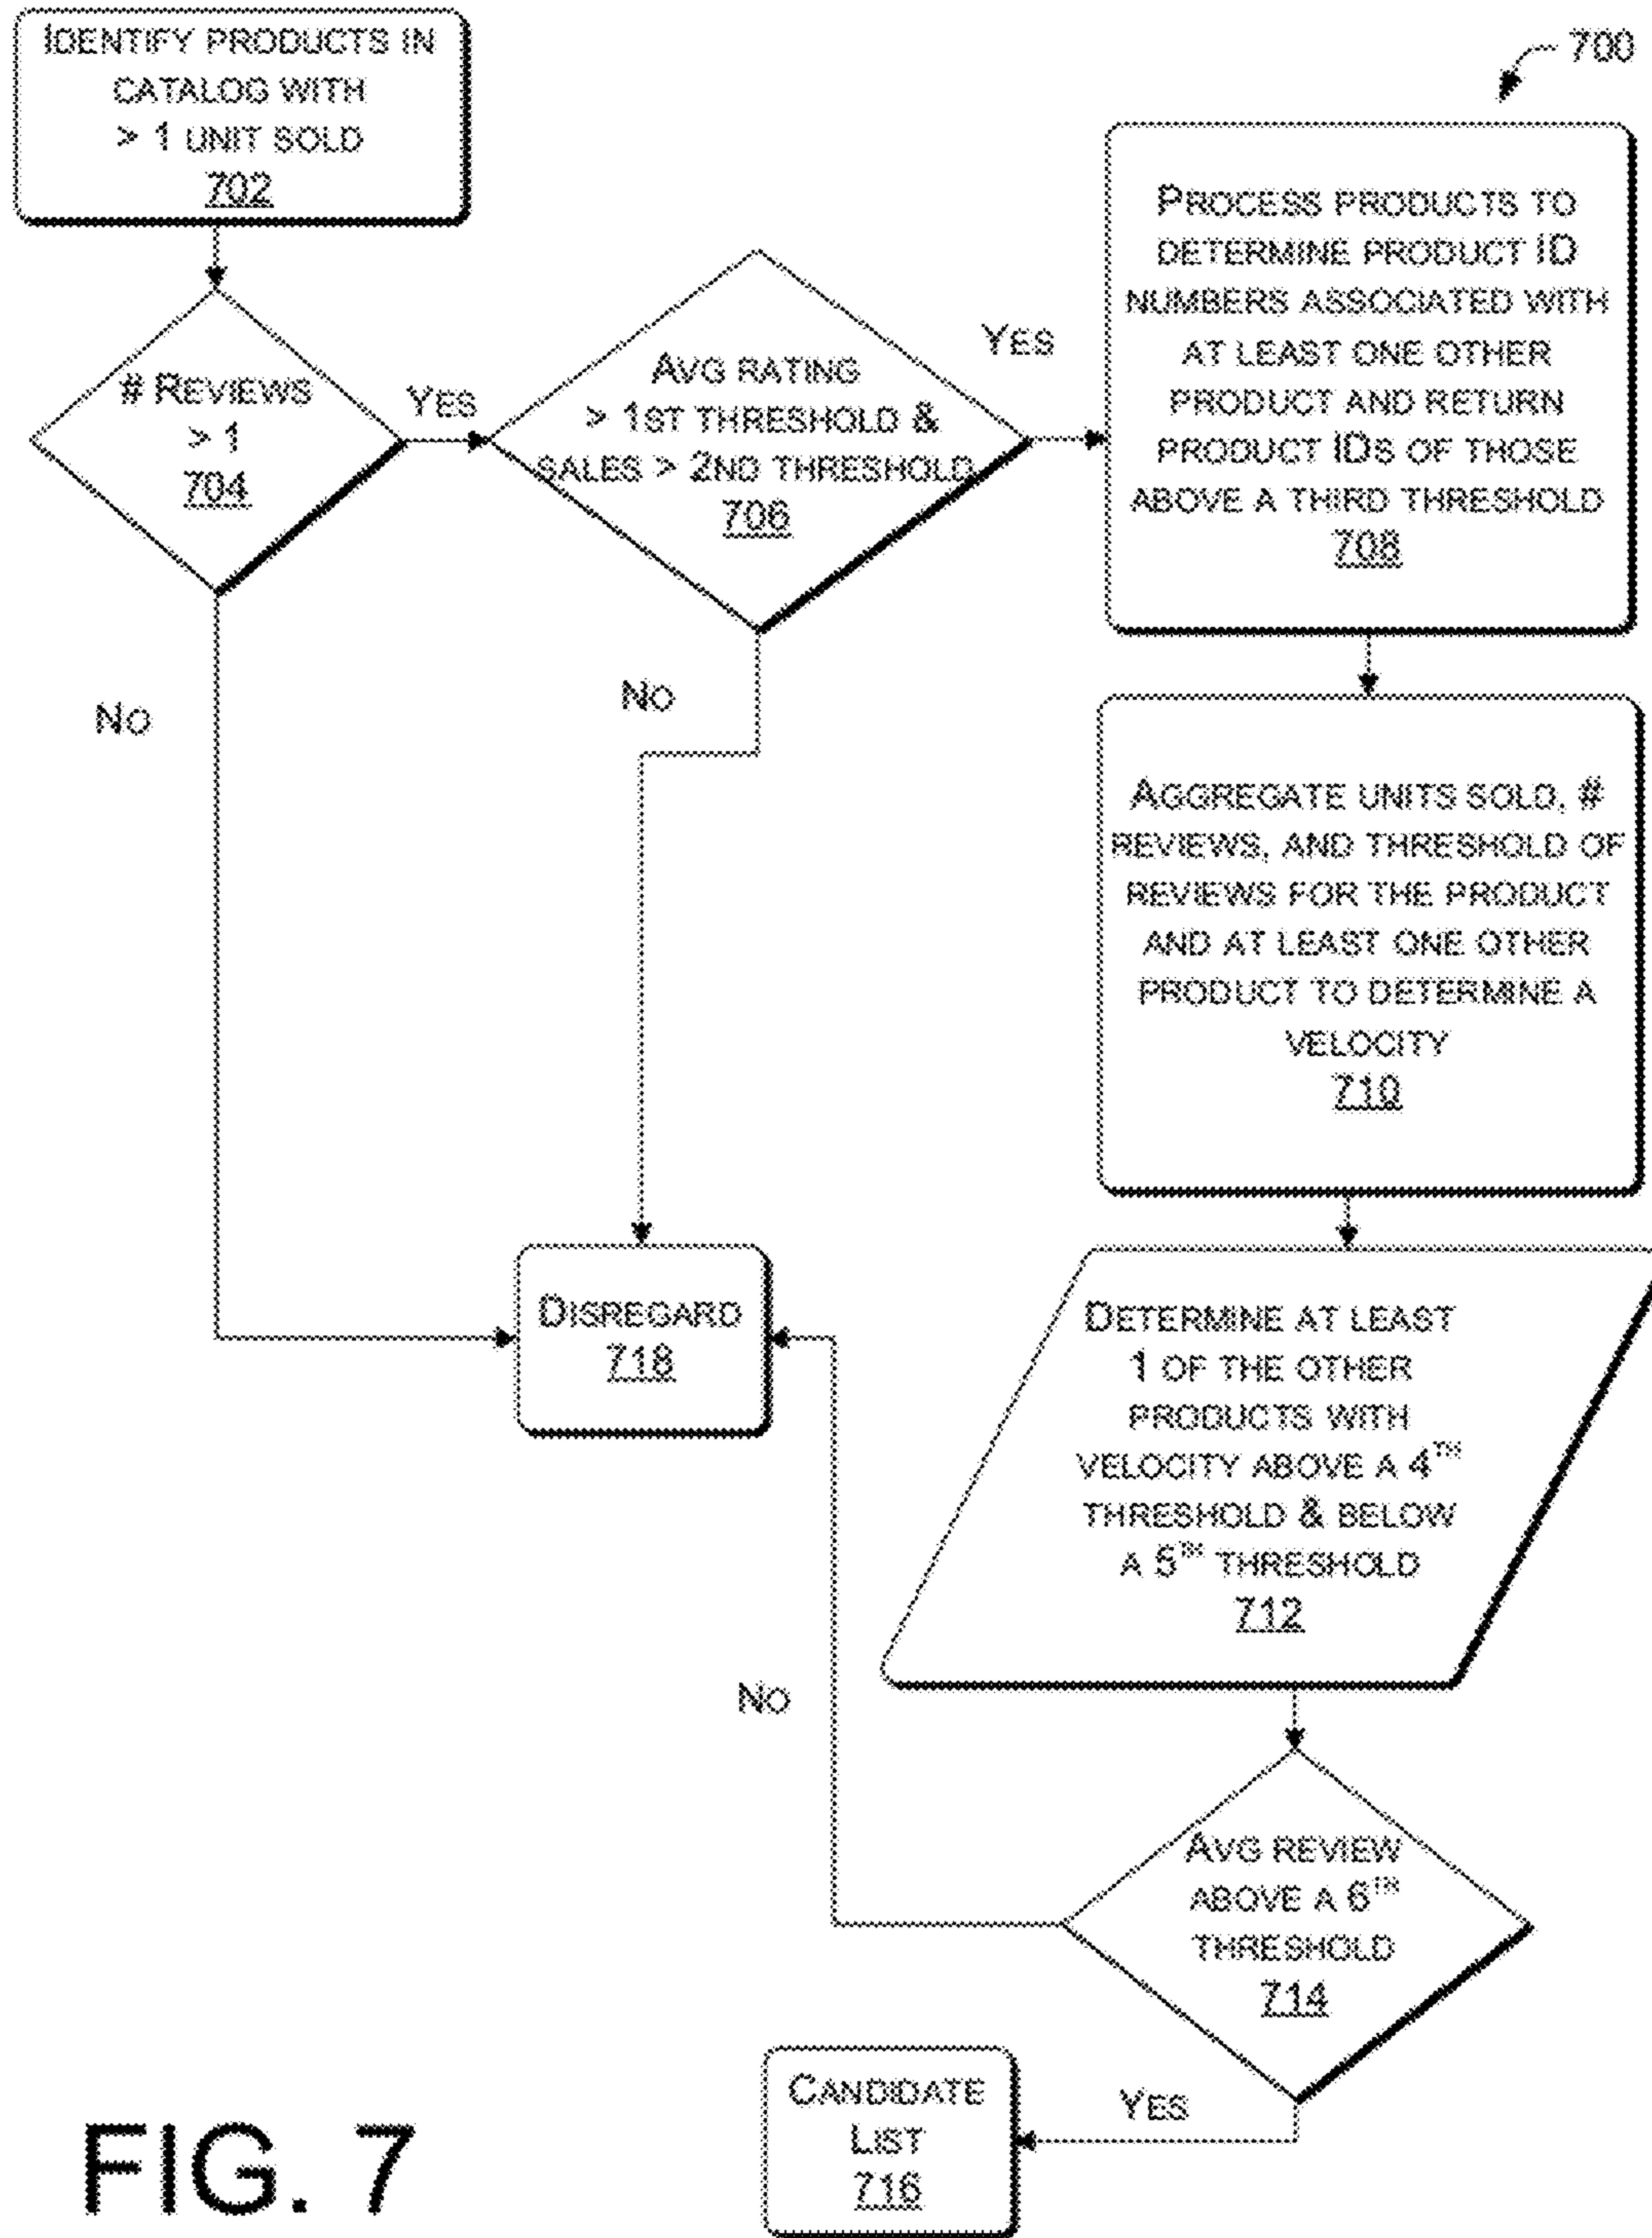 IDENTIFY PRODUCTS IN
CATALOG WITH
> 1 UNIT SOLD
702
700
# REVIEWS
> 1
704
YES
AVG RATING
> 1ST THRESHOLD &
SALES > 2ND THRESHOLD
706
YES
PROCESS PRODUCTS TO
DETERMINE PRODUCT ID
NUMBERS ASSOCIATED WITH
AT LEAST ONE OTHER
PRODUCT AND RETURN
PRODUCT IDS OF THOSE
ABOVE A THIRD THRESHOLD
708
NO
NO
AGGREGATE UNITS SOLD, #
REVIEWS, AND THRESHOLD OF
REVIEWS FOR THE PRODUCT
AND AT LEAST ONE OTHER
PRODUCT TO DETERMINE A
VELOCITY
710
DISREGARD
718
DETERMINE AT LEAST
1 OF THE OTHER
PRODUCTS WITH
VELOCITY ABOVE A 4TH
THRESHOLD & BELOW
A 5TH THRESHOLD
712
NO
AVG REVIEW
ABOVE A 6TH
THRESHOLD
714
YES
CANDIDATE
LIST
716
FIG. 7